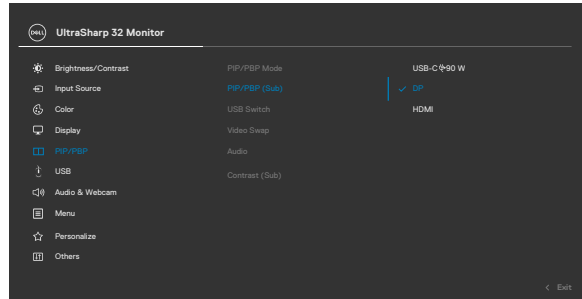 DELL UltraSharp 32 Monitor
Brightness/Contrast PIP/PBP Mode USB-C 90 W
Input Source PIP/PBP (Sub) DP
Color USB Switch HDMI
Display Video Swap
PIP/PBP Audio
USB Contrast (Sub)
Audio & Webcam
Menu
Personalize
Others
Exit